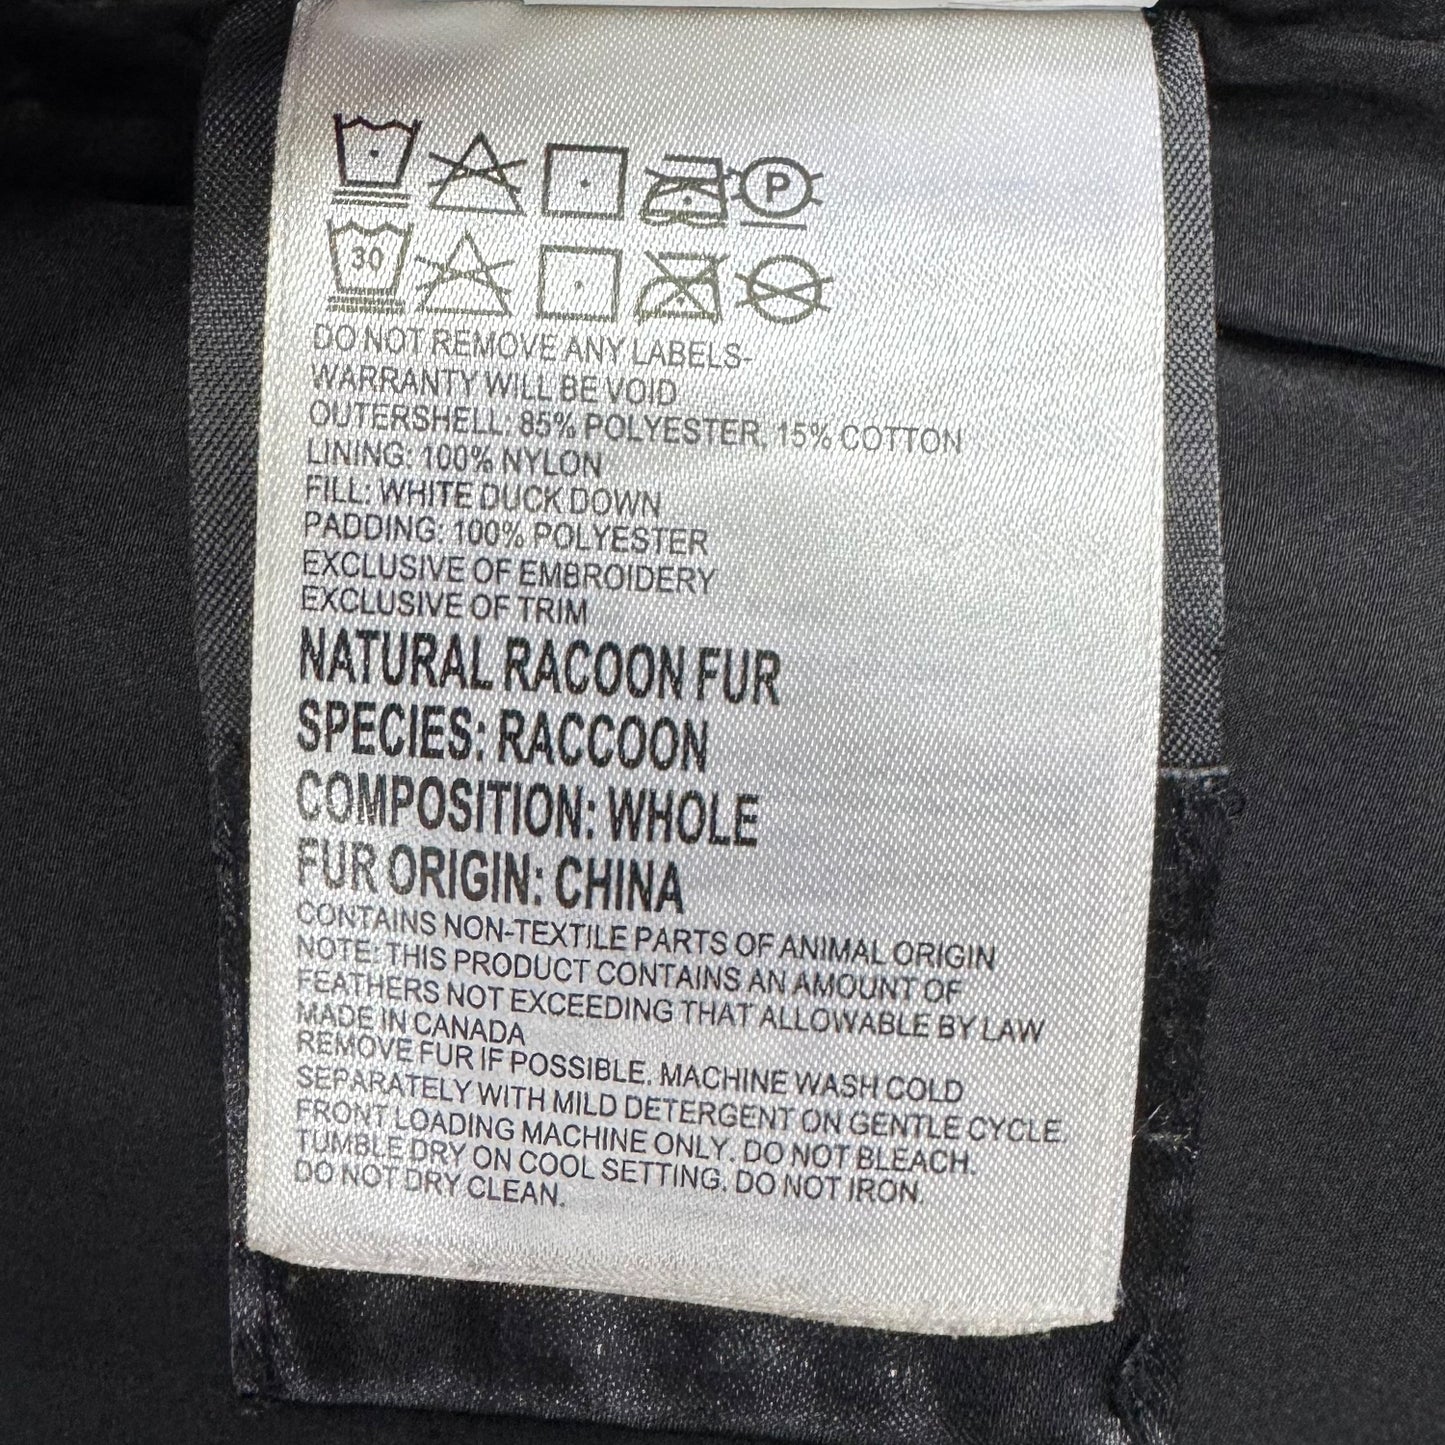 P
30
DO NOT REMOVE ANY LABELS-
WARRANTY WILL BE VOID
OUTERSHELL: 85% POLYESTER, 15% COTTON
LINING: 100% NYLON
FILL: WHITE DUCK DOWN
PADDING: 100% POLYESTER
EXCLUSIVE OF EMBROIDERY
EXCLUSIVE OF TRIM
NATURAL RACOON FUR
SPECIES: RACCOON
COMPOSITION: WHOLE
FUR ORIGIN: CHINA
CONTAINS NON-TEXTILE PARTS OF ANIMAL ORIGIN
NOTE: THIS PRODUCT CONTAINS AN AMOUNT OF
FEATHERS NOT EXCEEDING THAT ALLOWABLE BY LAW
MADE IN CANADA
REMOVE FUR IF POSSIBLE. MACHINE WASH COLD
SEPARATELY WITH MILD DETERGENT ON GENTLE CYCLE.
FRONT LOADING MACHINE ONLY. DO NOT BLEACH.
TUMBLE DRY ON COOL SETTING. DO NOT IRON.
DO NOT DRY CLEAN.